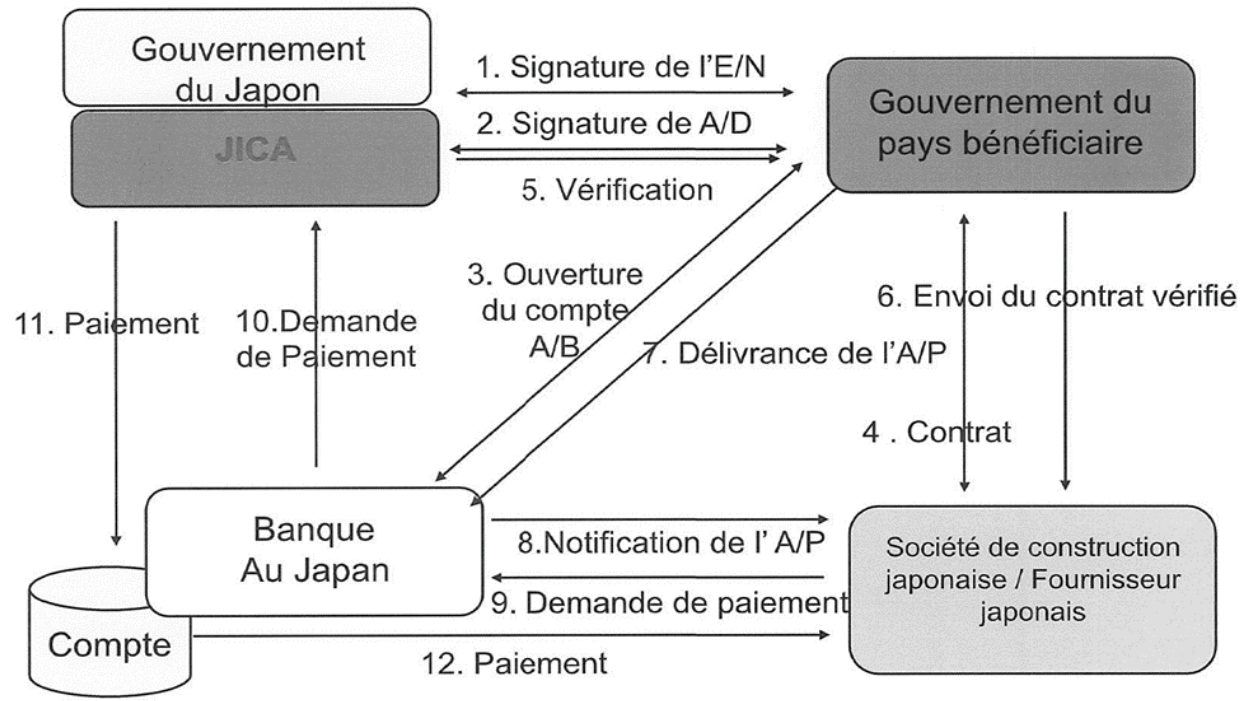 Gouvernement
du Japon
JICA
1. Signature de l'E/N
2. Signature de A/D
5. Vérification
Gouvernement du
pays bénéficiaire
3. Ouverture
du compte
A/B
7. Délivrance de l'A/P
6. Envoi du contrat vérifié
4 . Contrat
11. Paiement
10.Demande
de Paiement
Banque
Au Japan
Compte
8.Notification de l' A/P
9. Demande de paiement
12. Paiement
Société de construction
japonaise / Fournisseur
japonais